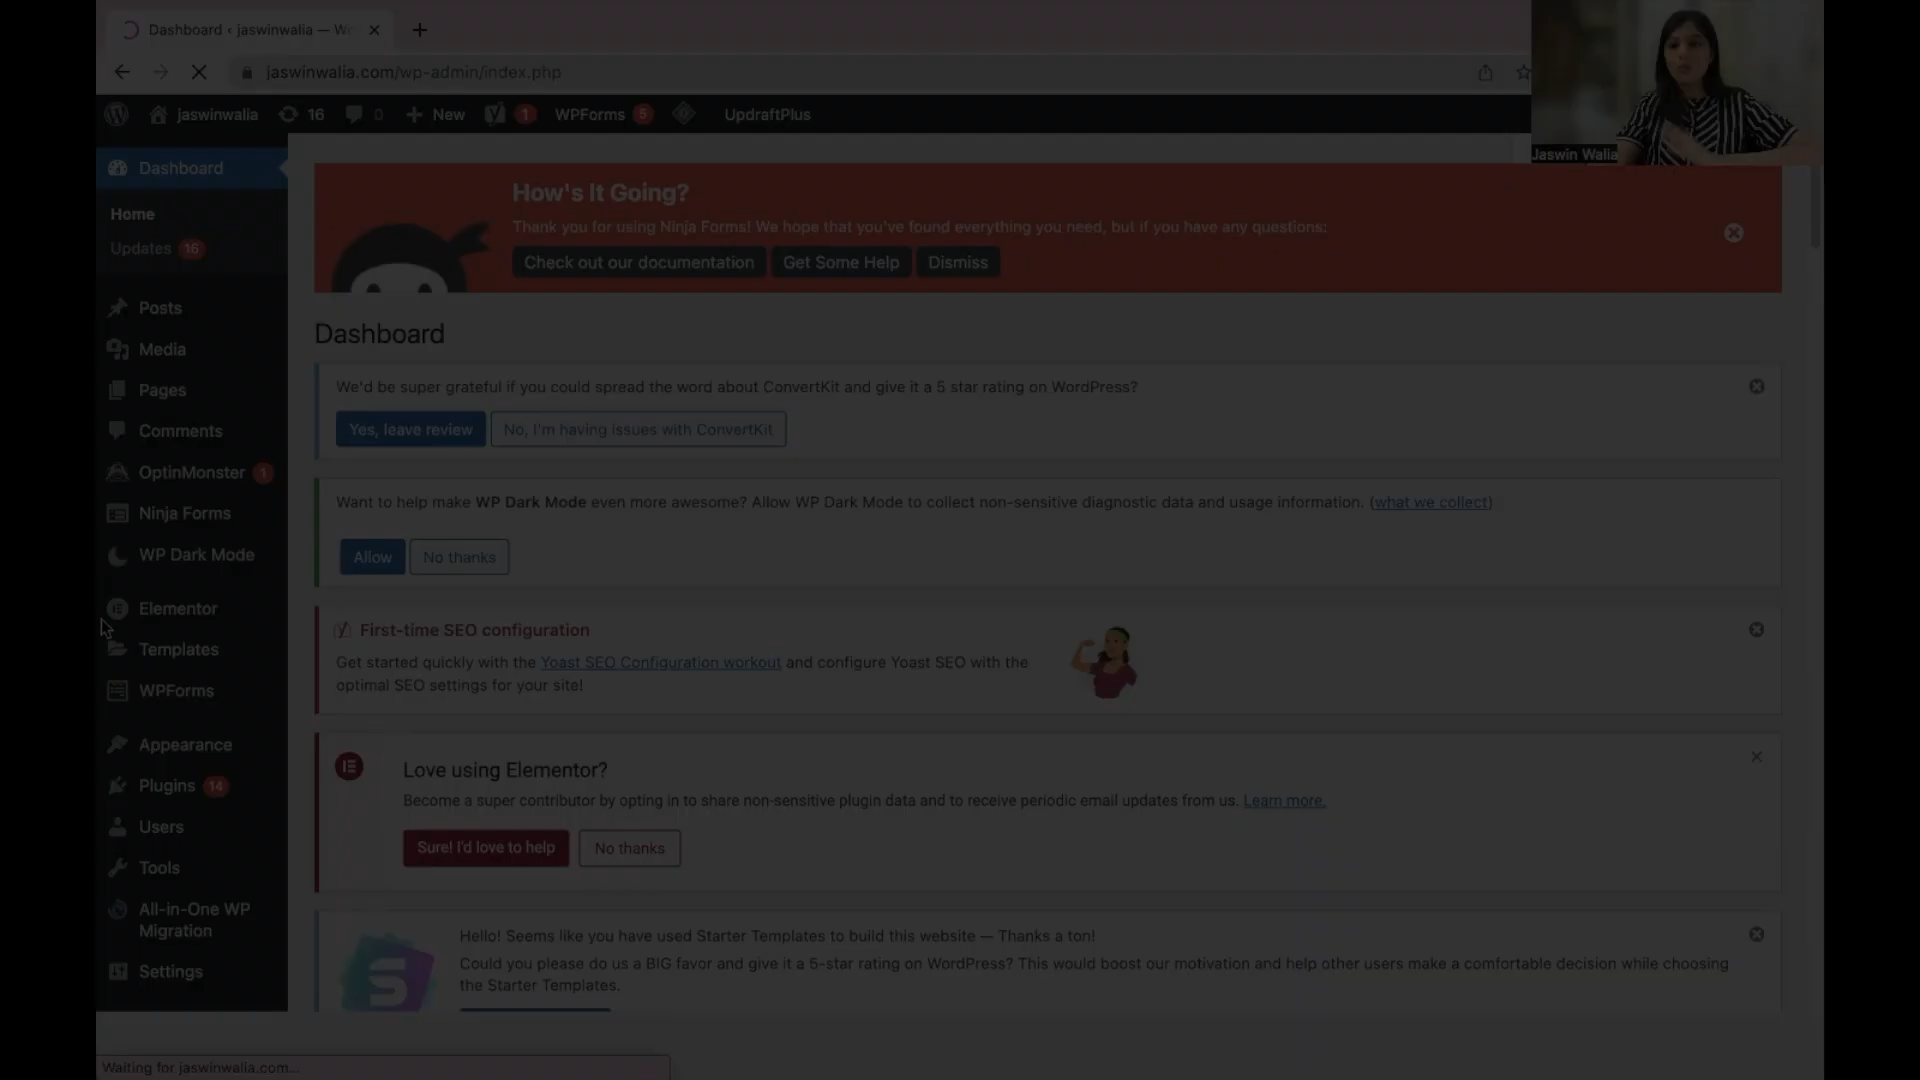 Dashboard ‹ jaswinwalia — Wo
jaswinwalia.com/wp-admin/index.php
jaswinwalia 16 0 New 1 WPForms 5 UpdraftPlus
Jaswin Walia
Dashboard
Home
Updates 16
Posts
Media
Pages
Comments
OptinMonster 1
Ninja Forms
WP Dark Mode
Elementor
Templates
WPForms
Appearance
Plugins 14
Users
Tools
All-in-One WP
Migration
Settings
How's It Going?
Thank you for using Ninja Forms! We hope that you've found everything you need, but if you have any questions:
Check out our documentation Get Some Help Dismiss
Dashboard
We'd be super grateful if you could spread the word about ConvertKit and give it a 5 star rating on WordPress?
Yes, leave review No, I'm having issues with ConvertKit
Want to help make WP Dark Mode even more awesome? Allow WP Dark Mode to collect non-sensitive diagnostic data and usage information. (what we collect)
Allow No thanks
First-time SEO configuration
Get started quickly with the Yoast SEO Configuration workout and configure Yoast SEO with the
optimal SEO settings for your site!
Love using Elementor?
Become a super contributor by opting in to share non-sensitive plugin data and to receive periodic email updates from us. Learn more.
Sure! I'd love to help No thanks
Hello! Seems like you have used Starter Templates to build this website — Thanks a ton!
Could you please do us a BIG favor and give it a 5-star rating on WordPress? This would boost our motivation and help other users make a comfortable decision while choosing
the Starter Templates.
Waiting for jaswinwalia.com...